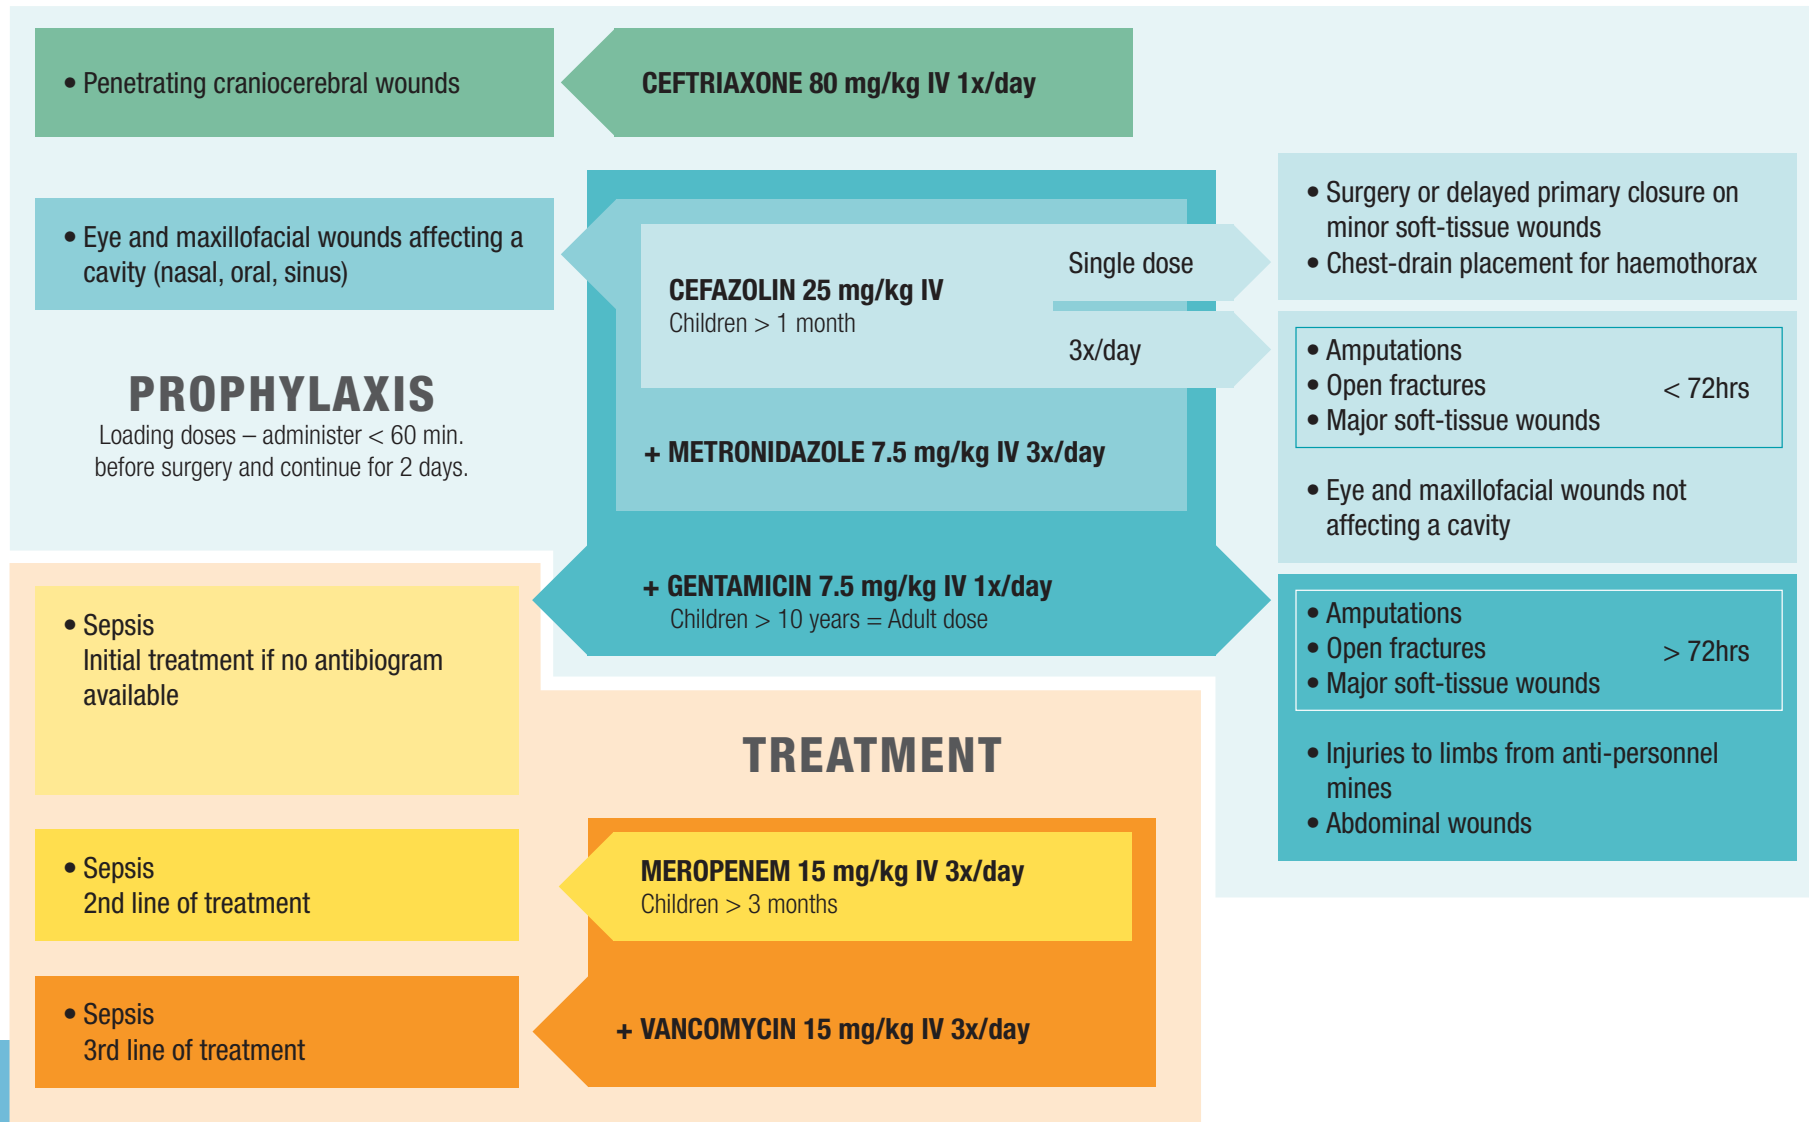 • Penetrating craniocerebral wounds
CEFTRIAXONE 80 mg/kg IV 1x/day
• Eye and maxillofacial wounds affecting a
cavity (nasal, oral, sinus)
CEFAZOLIN 25 mg/kg IV
Children > 1 month
Single dose
3x/day
• Surgery or delayed primary closure on
minor soft-tissue wounds
• Chest-drain placement for haemothorax
• Amputations
• Open fractures
• Major soft-tissue wounds
< 72hrs
• Eye and maxillofacial wounds not
affecting a cavity
PROPHYLAXIS
Loading doses – administer < 60 min.
before surgery and continue for 2 days.
+ METRONIDAZOLE 7.5 mg/kg IV 3x/day
+ GENTAMICIN 7.5 mg/kg IV 1x/day
Children > 10 years = Adult dose
• Amputations
• Open fractures
• Major soft-tissue wounds
> 72hrs
• Injuries to limbs from anti-personnel
mines
• Abdominal wounds
• Sepsis
Initial treatment if no antibiogram
available
TREATMENT
• Sepsis
2nd line of treatment
MEROPENEM 15 mg/kg IV 3x/day
Children > 3 months
• Sepsis
3rd line of treatment
+ VANCOMYCIN 15 mg/kg IV 3x/day